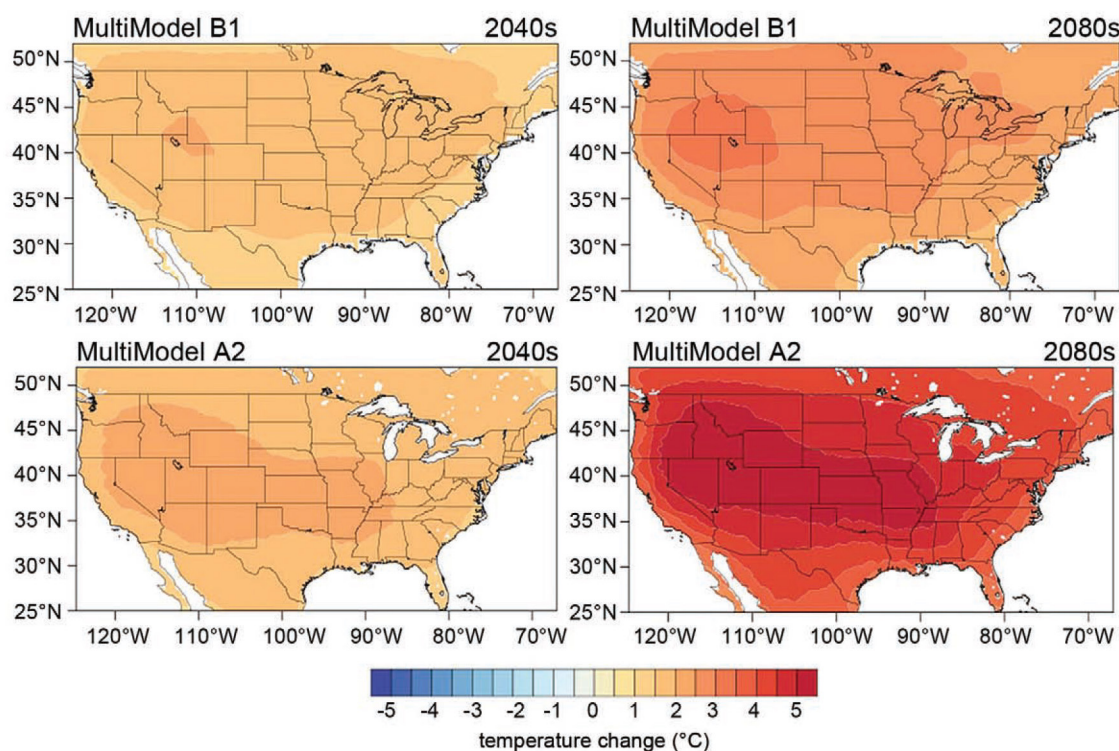 MultiModel B1 2040s
50°N
45°N
40°N
35°N
30°N
25°N
120°W 110°W 100°W 90°W 80°W 70°W
MultiModel B1 2080s
50°N
45°N
40°N
35°N
30°N
25°N
120°W 110°W 100°W 90°W 80°W 70°W
MultiModel A2 2040s
50°N
45°N
40°N
35°N
30°N
25°N
120°W 110°W 100°W 90°W 80°W 70°W
MultiModel A2 2080s
50°N
45°N
40°N
35°N
30°N
25°N
120°W 110°W 100°W 90°W 80°W 70°W
-5 -4 -3 -2 -1 0 1 2 3 4 5
temperature change (°C)